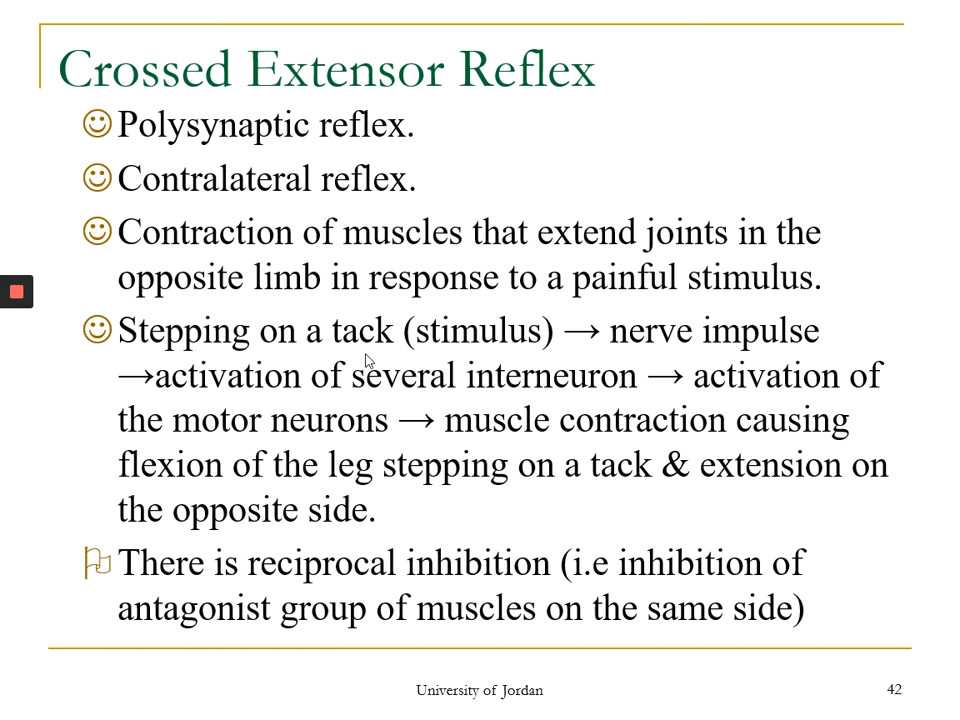 Crossed Extensor Reflex
Polysynaptic reflex.
Contralateral reflex.
Contraction of muscles that extend joints in the
opposite limb in response to a painful stimulus.
Stepping on a tack (stimulus) → nerve impulse
→activation of several interneuron → activation of
the motor neurons → muscle contraction causing
flexion of the leg stepping on a tack & extension on
the opposite side.
There is reciprocal inhibition (i.e inhibition of
antagonist group of muscles on the same side)
University of Jordan
42